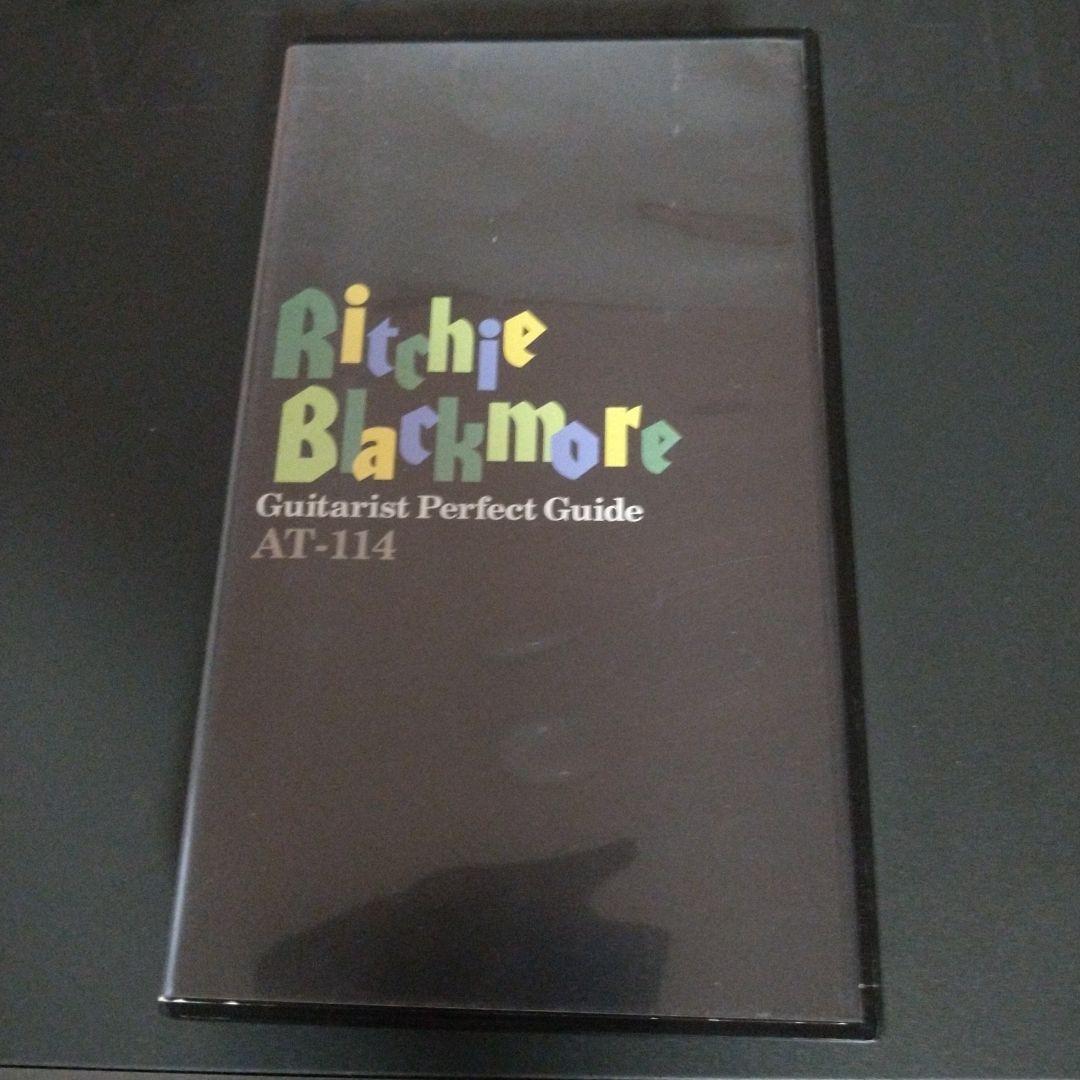 Ritchie
Blackmore
Guitarist Perfect Guide
AT-114